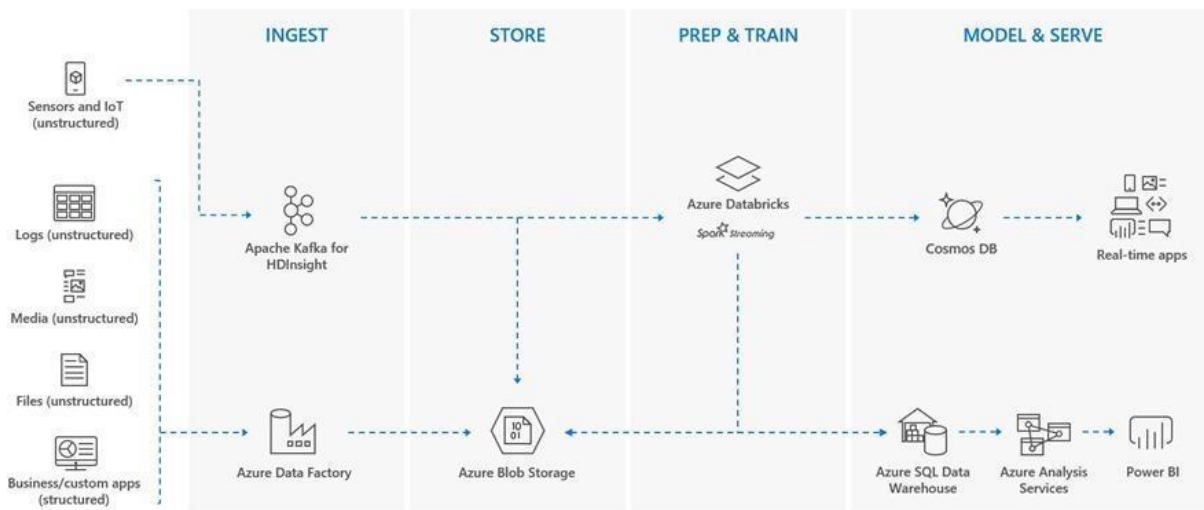 INGEST
STORE
PREP & TRAIN
MODEL & SERVE
Sensors and IoT
(unstructured)
Logs (unstructured)
Media (unstructured)
Files (unstructured)
Business/custom apps
(structured)
Apache Kafka for
HDInsight
Azure Databricks
Spark Streaming
Cosmos DB
Real-time apps
Azure Data Factory
10
01
Azure Blob Storage
Azure SQL Data
Warehouse
Azure Analysis
Services
Power BI